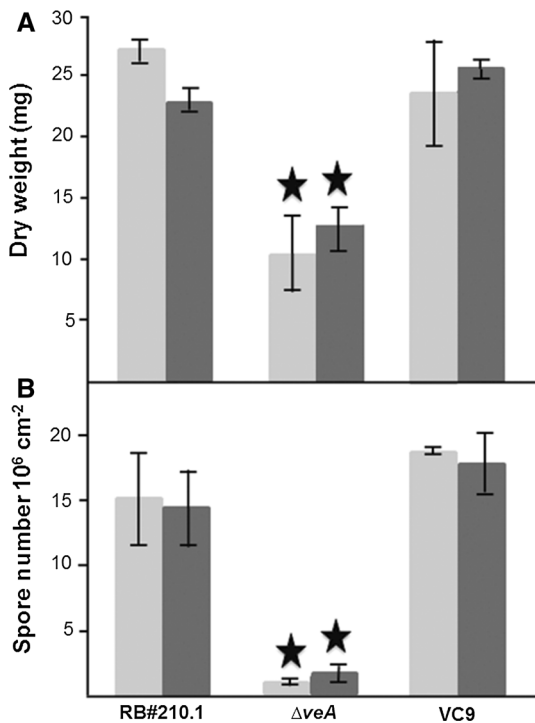 A
30
25
20
15
10
5
Dry weight (mg)
B
20
15
10
5
Spore number 10⁶ cm⁻²
RB#210.1
ΔveA
VC9